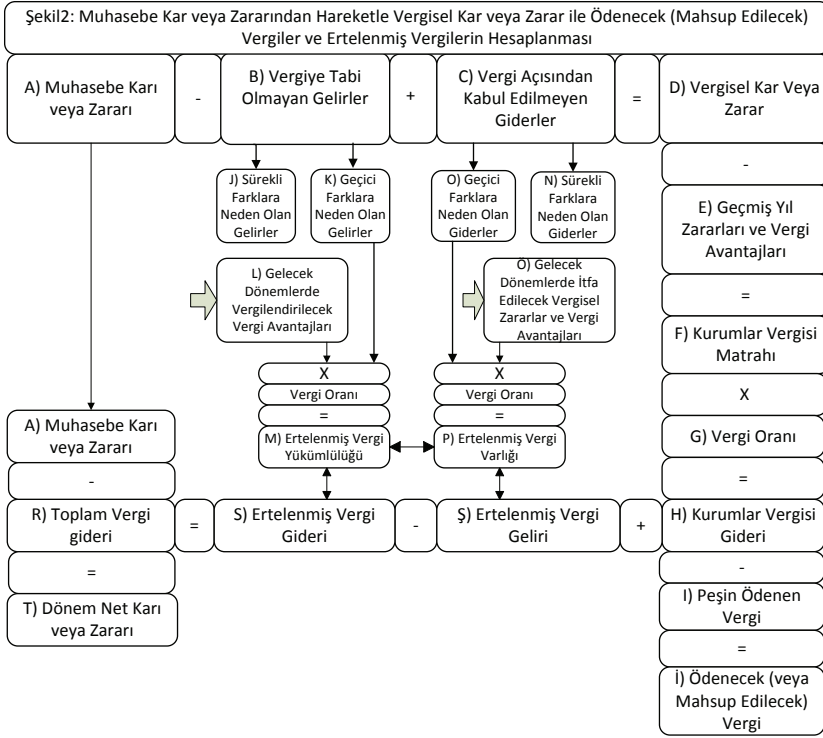 Şekil2: Muhasebe Kar veya Zararından Hareketle Vergisel Kar veya Zarar ile Ödenecek (Mahsup Edilecek)
Vergiler ve Ertelenmiş Vergilerin Hesaplanması
A) Muhasebe Karı
veya Zararı
-
B) Vergiye Tabi
Olmayan Gelirler
+
C) Vergi Açısından
Kabul Edilmeyen
Giderler
=
D) Vergisel Kar Veya
Zarar
J) Sürekli
Farklara
Neden Olan
Gelirler
K) Geçici
Farklara
Neden Olan
Gelirler
O) Geçici
Farklara
Neden Olan
Giderler
N) Sürekli
Farklara
Neden Olan
Giderler
-
E) Geçmiş Yıl
Zararları ve Vergi
Avantajları
L) Gelecek
Dönemlerde
Vergilendirilecek
Vergi Avantajları
Ö) Gelecek
Dönemlerde İtfa
Edilecek Vergisel
Zararlar ve Vergi
Avantajları
=
F) Kurumlar Vergisi
Matrahı
X
Vergi Oranı
=
M) Ertelenmiş Vergi
Yükümlülüğü
X
Vergi Oranı
=
P) Ertelenmiş Vergi
Varlığı
X
G) Vergi Oranı
=
A) Muhasebe Karı
veya Zararı
-
R) Toplam Vergi
gideri
=
S) Ertelenmiş Vergi
Gideri
-
Ş) Ertelenmiş Vergi
Geliri
+
H) Kurumlar Vergisi
Gideri
=
T) Dönem Net Karı
veya Zararı
-
I) Peşin Ödenen
Vergi
=
İ) Ödenecek (veya
Mahsup Edilecek)
Vergi